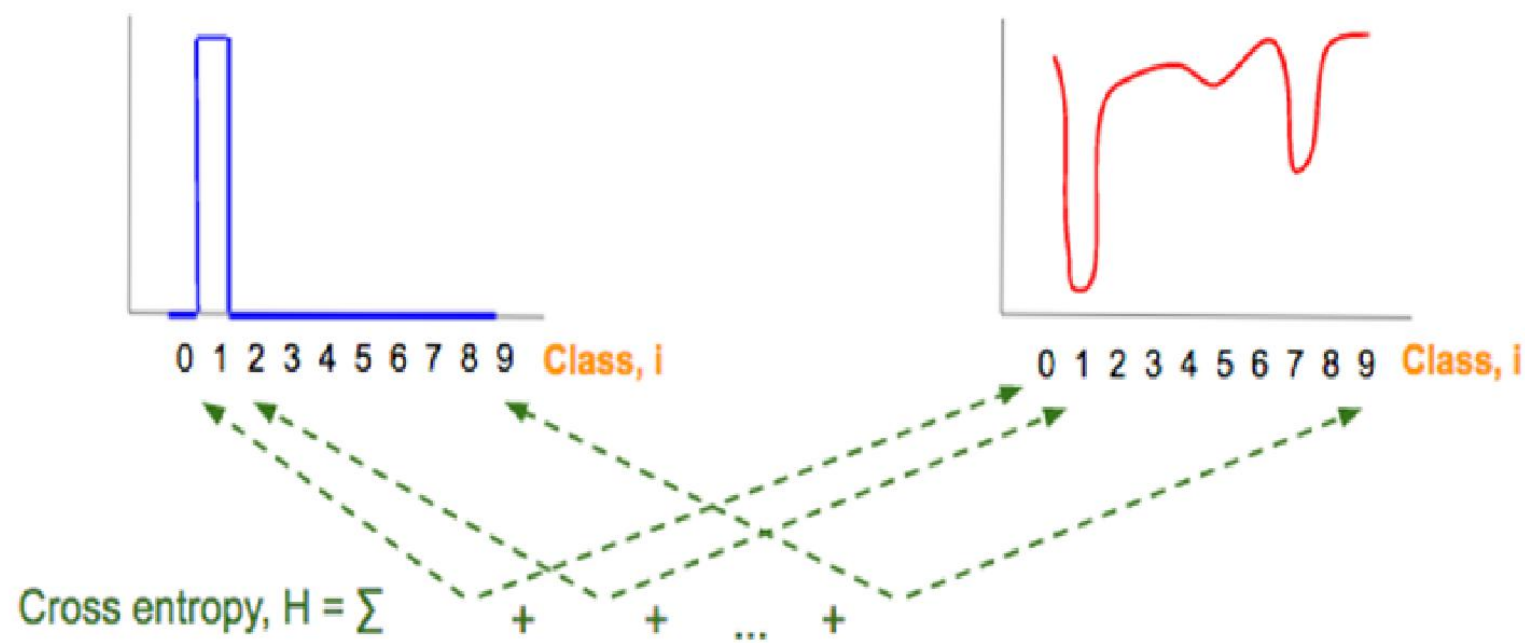 0 1 2 3 4 5 6 7 8 9 Class, i
0 1 2 3 4 5 6 7 8 9 Class, i
Cross entropy, H = ∑ + + ... +